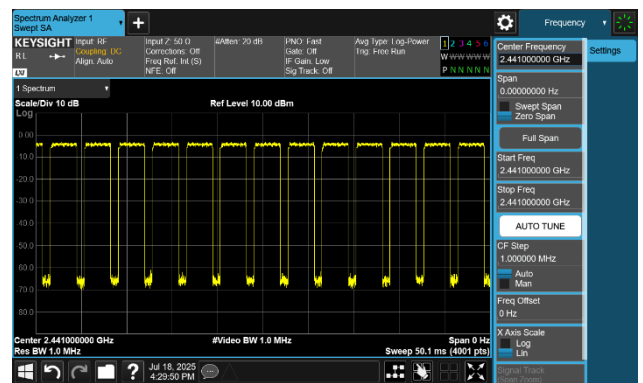 Spectrum Analyzer 1
Swept SA
+
Frequency
KEYSIGHT
R L
LXI
Input: RF
Coupling: DC
Align: Auto
Input Z: 50 Ω
Corrections: Off
Freq Ref: Int (S)
NFE: Off
#Atten: 20 dB
PNO: Fast
Gate: Off
IF Gain: Low
Sig Track: Off
Avg Type: Log-Power
Trig: Free Run
1 2 3 4 5 6
W W W W W W
P N N N N N
1 Spectrum
Scale/Div 10 dB
Ref Level 10.00 dBm
Log
0.00
-10.0
-20.0
-30.0
-40.0
-50.0
-60.0
-70.0
-80.0
Center 2.441000000 GHz
#Video BW 1.0 MHz
Span 0 Hz
Res BW 1.0 MHz
Sweep 50.1 ms (4001 pts)
Center Frequency
2.441000000 GHz
Settings
Span
0.00000000 Hz
Swept Span
Zero Span
Full Span
Start Freq
2.441000000 GHz
Stop Freq
2.441000000 GHz
AUTO TUNE
CF Step
1.000000 MHz
Auto
Man
Freq Offset
0 Hz
X Axis Scale
Log
Lin
Signal Track
(Span Zoom)
?
Jul 18, 2025
4:29:50 PM